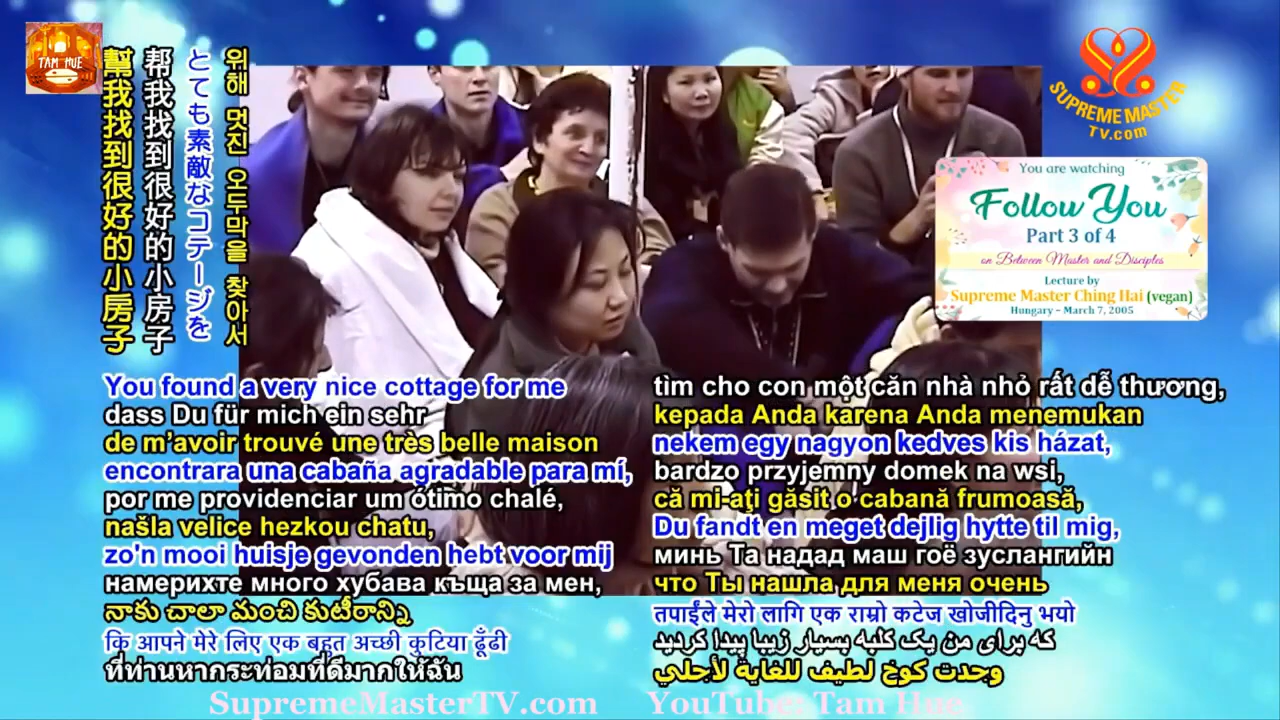 TAM HUE
幫我找到很好的小房子
帮我找到很好的小房子
とても素敵なコテージを
위해 멋진 오두막을 찾아서
SUPREME MASTER
TV.com
You are watching
Follow You
Part 3 of 4
on Between Master and Disciples
Lecture by
Supreme Master Ching Hai (vegan)
Hungary – March 7, 2005
You found a very nice cottage for me
dass Du für mich ein sehr
de m’avoir trouvé une très belle maison
encontrara una cabaña agradable para mí,
por me providenciar um ótimo chalé,
našla velice hezkou chatu,
zo'n mooi huisje gevonden hebt voor mij
намерихте много хубава къща за мен,
నాకు చాలా మంచి కుటీరాన్ని
कि आपने मेरे लिए एक बहुत अच्छी कुटिया ढूँढी
ที่ท่านหากระท่อมที่ดีมากให้ฉัน
tìm cho con một căn nhà nhỏ rất dễ thương,
kepada Anda karena Anda menemukan
nekem egy nagyon kedves kis házat,
bardzo przyjemny domek na wsi,
că mi-aţi găsit o cabană frumoasă,
Du fandt en meget dejlig hytte til mig,
минь Та надад маш гоё зуслангийн
что Ты нашла для меня очень
तपाईंले मेरो लागि एक राम्रो कटेज खोजीदिनु भयो
که برای من یک کلبه بسیار زیبا پیدا کردید
وجدت كوخ لطيف للغاية لأجلي
SupremeMasterTV.com
YouTube: Tam Hue